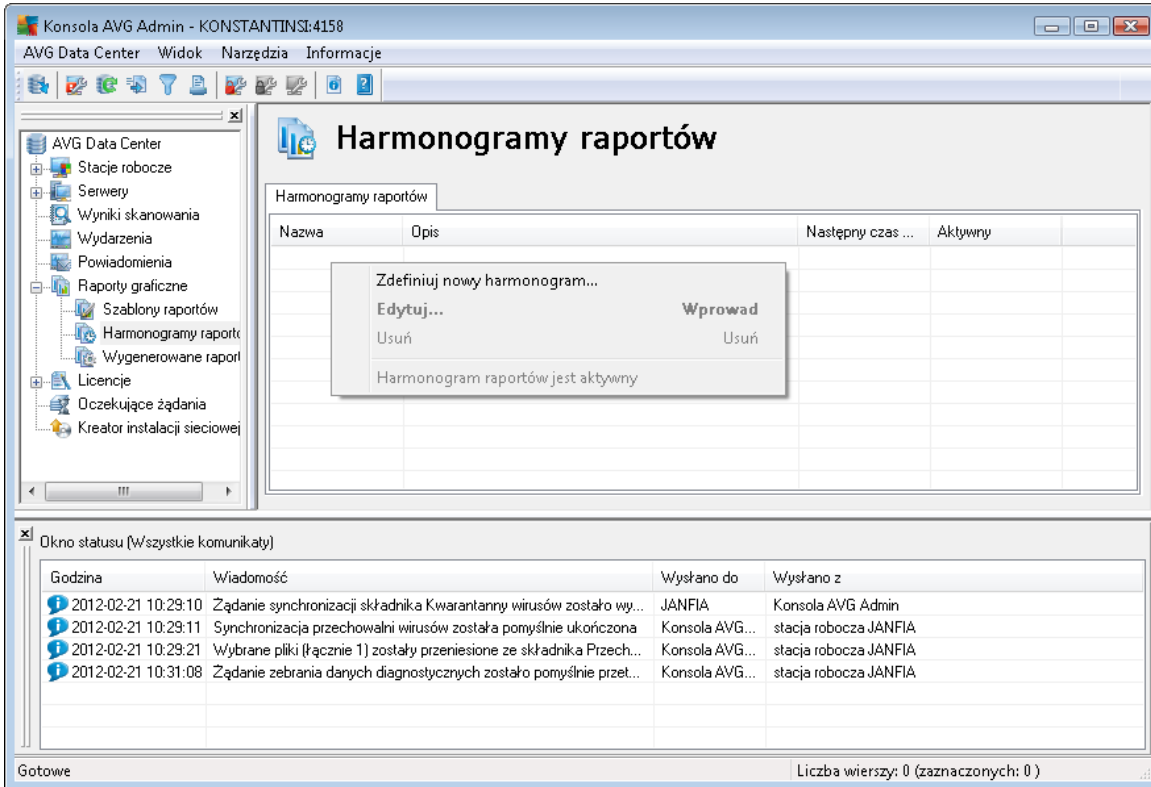 Konsola AVG Admin - KONSTANTINSI:4158
AVG Data Center Widok Narzędzia Informacje
AVG Data Center
Stacje robocze
Serwery
Wyniki skanowania
Wydarzenia
Powiadomienia
Raporty graficzne
Szablony raportów
Harmonogramy raporto
Wygenerowane raport
Licencje
Oczekujące żądania
Kreator instalacji sieciowej
Harmonogramy raportów
Harmonogramy raportów
Nazwa Opis Następny czas ... Aktywny
Zdefiniuj nowy harmonogram...
Edytuj... Wprowad
Usuń Usuń
Harmonogram raportów jest aktywny
Okno statusu (Wszystkie komunikaty)
Godzina Wiadomość Wysłano do Wysłano z
2012-02-21 10:29:10 Żądanie synchronizacji składnika Kwarantanny wirusów zostało wy... JANFIA Konsola AVG Admin
2012-02-21 10:29:11 Synchronizacja przechowalni wirusów została pomyślnie ukończona Konsola AVG... stacja robocza JANFIA
2012-02-21 10:29:21 Wybrane pliki (łącznie 1) zostały przeniesione ze składnika Przech... Konsola AVG... stacja robocza JANFIA
2012-02-21 10:31:08 Żądanie zebrania danych diagnostycznych zostało pomyślnie przet... Konsola AVG... stacja robocza JANFIA
Gotowe Liczba wierszy: 0 (zaznaczonych: 0 )